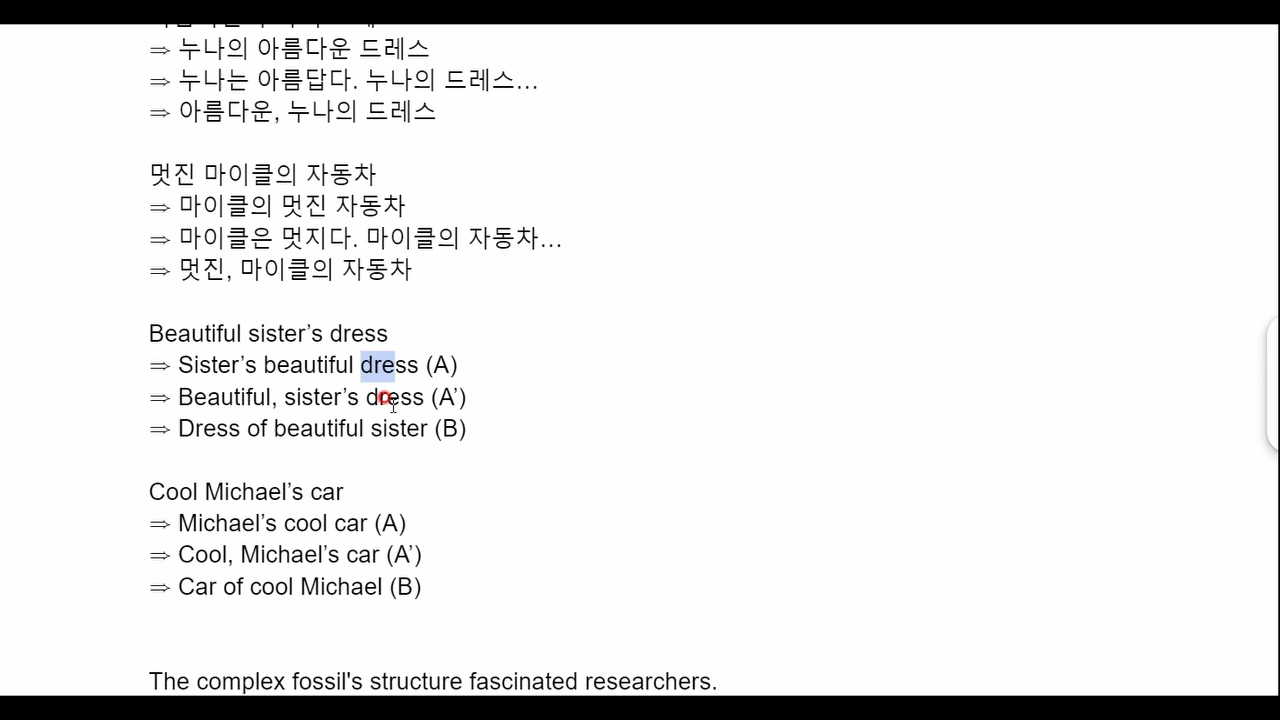 ⇒ 누나의 아름다운 드레스
⇒ 누나는 아름답다. 누나의 드레스…
⇒ 아름다운, 누나의 드레스
멋진 마이클의 자동차
⇒ 마이클의 멋진 자동차
⇒ 마이클은 멋지다. 마이클의 자동차…
⇒ 멋진, 마이클의 자동차
Beautiful sister’s dress
⇒ Sister’s beautiful dress (A)
⇒ Beautiful, sister’s dress (A’)
⇒ Dress of beautiful sister (B)
Cool Michael’s car
⇒ Michael’s cool car (A)
⇒ Cool, Michael’s car (A’)
⇒ Car of cool Michael (B)
The complex fossil's structure fascinated researchers.